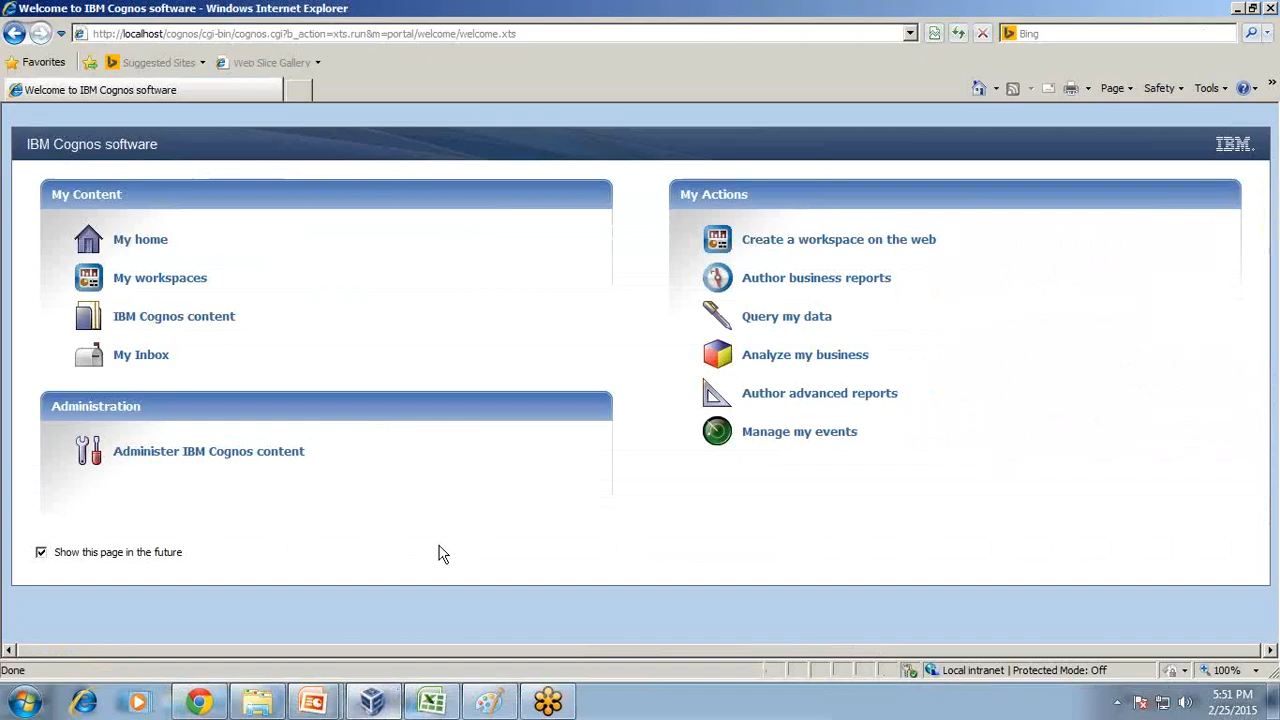 Welcome to IBM Cognos software - Windows Internet Explorer
http://localhost/cognos/cgi-bin/cognos.cgi?b_action=xts.run&m=portal/welcome/welcome.xts
Bing
Favorites
Suggested Sites
Web Slice Gallery
Welcome to IBM Cognos software
Page
Safety
Tools
IBM Cognos software
IBM.
My Content
My home
My workspaces
IBM Cognos content
My Inbox
Administration
Administer IBM Cognos content
Show this page in the future
My Actions
Create a workspace on the web
Author business reports
Query my data
Analyze my business
Author advanced reports
Manage my events
Done
Local intranet | Protected Mode: Off
100%
5:51 PM
2/25/2015